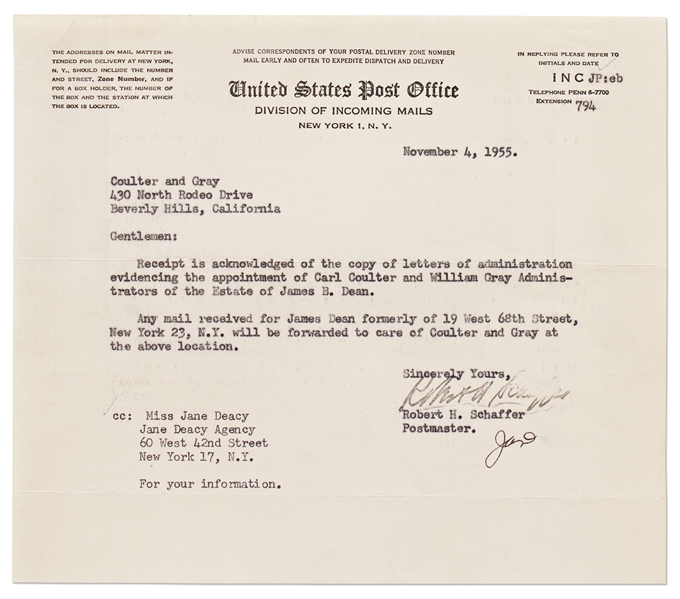 THE ADDRESSES ON MAIL MATTER IN-
TENDED FOR DELIVERY AT NEW YORK,
N. Y., SHOULD INCLUDE THE NUMBER
AND STREET, Zone Number, AND IF
FOR A BOX HOLDER, THE NUMBER OF
THE BOX AND THE STATION AT WHICH
THE BOX IS LOCATED.
ADVISE CORRESPONDENTS OF YOUR POSTAL DELIVERY ZONE NUMBER
MAIL EARLY AND OFTEN TO EXPEDITE DISPATCH AND DELIVERY
United States Post Office
DIVISION OF INCOMING MAILS
NEW YORK 1, N. Y.
IN REPLYING PLEASE REFER TO
INITIALS AND DATE
INC JP:eb
TELEPHONE PENN 6-7700
EXTENSION 794
November 4, 1955.
Coulter and Gray
430 North Rodeo Drive
Beverly Hills, California
Gentlemen:
Receipt is acknowledged of the copy of letters of administration
evidencing the appointment of Carl Coulter and William Gray Adminis-
trators of the Estate of James B. Dean.
Any mail received for James Dean formerly of 19 West 68th Street,
New York 23, N.Y. will be forwarded to care of Coulter and Gray at
the above location.
Sincerely Yours,
Robert H. Schaffer
Robert H. Schaffer
Postmaster.
cc: Miss Jane Deacy
Jane Deacy Agency
60 West 42nd Street
New York 17, N.Y.
For your information.